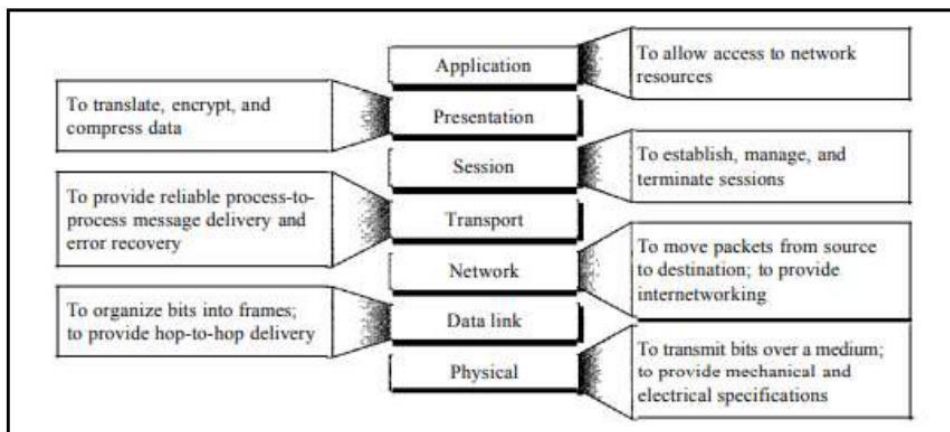 Application
To allow access to network
resources
To translate, encrypt, and
compress data
Presentation
Session
To establish, manage, and
terminate sessions
To provide reliable process-to-
process message delivery and
error recovery
Transport
Network
To move packets from source
to destination; to provide
internetworking
To organize bits into frames;
to provide hop-to-hop delivery
Data link
Physical
To transmit bits over a medium;
to provide mechanical and
electrical specifications